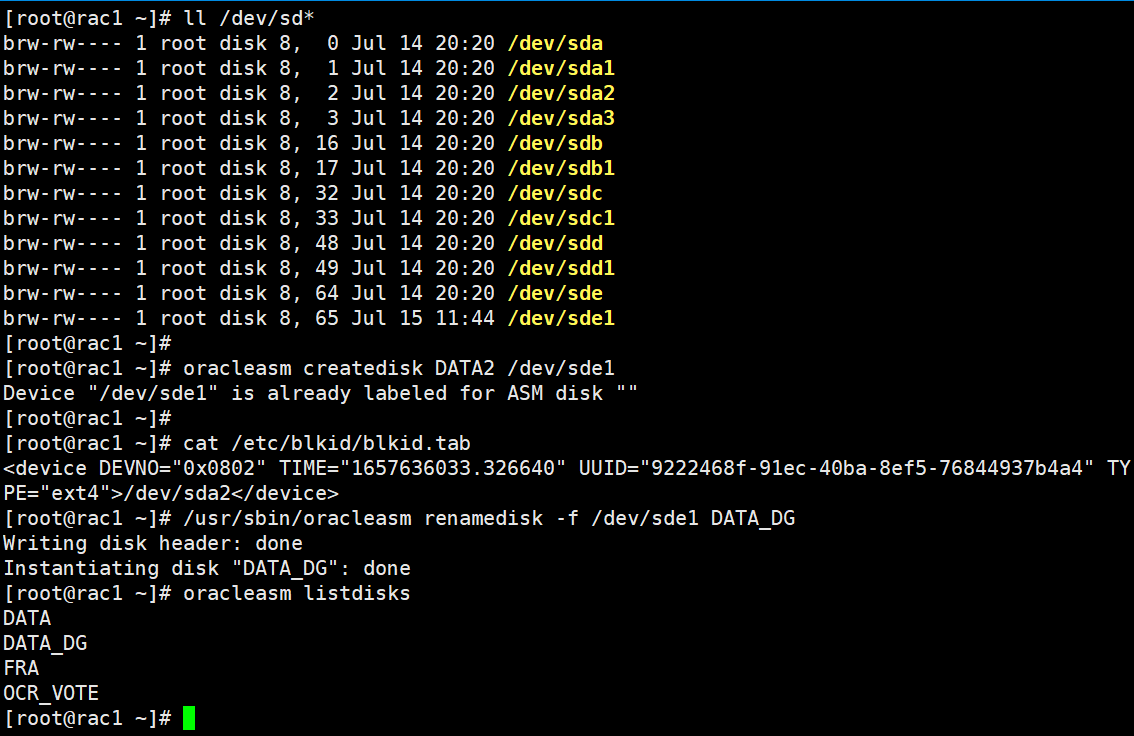 [root@rac1 ~]# ll /dev/sd*
brw-rw---- 1 root disk 8,  0 Jul 14 20:20 /dev/sda
brw-rw---- 1 root disk 8,  1 Jul 14 20:20 /dev/sda1
brw-rw---- 1 root disk 8,  2 Jul 14 20:20 /dev/sda2
brw-rw---- 1 root disk 8,  3 Jul 14 20:20 /dev/sda3
brw-rw---- 1 root disk 8, 16 Jul 14 20:20 /dev/sdb
brw-rw---- 1 root disk 8, 17 Jul 14 20:20 /dev/sdb1
brw-rw---- 1 root disk 8, 32 Jul 14 20:20 /dev/sdc
brw-rw---- 1 root disk 8, 33 Jul 14 20:20 /dev/sdc1
brw-rw---- 1 root disk 8, 48 Jul 14 20:20 /dev/sdd
brw-rw---- 1 root disk 8, 49 Jul 14 20:20 /dev/sdd1
brw-rw---- 1 root disk 8, 64 Jul 14 20:20 /dev/sde
brw-rw---- 1 root disk 8, 65 Jul 15 11:44 /dev/sde1
[root@rac1 ~]#
[root@rac1 ~]# oracleasm createdisk DATA2 /dev/sde1
Device "/dev/sde1" is already labeled for ASM disk ""
[root@rac1 ~]#
[root@rac1 ~]# cat /etc/blkid/blkid.tab
<device DEVNO="0x0802" TIME="1657636033.326640" UUID="9222468f-91ec-40ba-8ef5-76844937b4a4" TY
PE="ext4">/dev/sda2</device>
[root@rac1 ~]# /usr/sbin/oracleasm renamedisk -f /dev/sde1 DATA_DG
Writing disk header: done
Instantiating disk "DATA_DG": done
[root@rac1 ~]# oracleasm listdisks
DATA
DATA_DG
FRA
OCR_VOTE
[root@rac1 ~]#